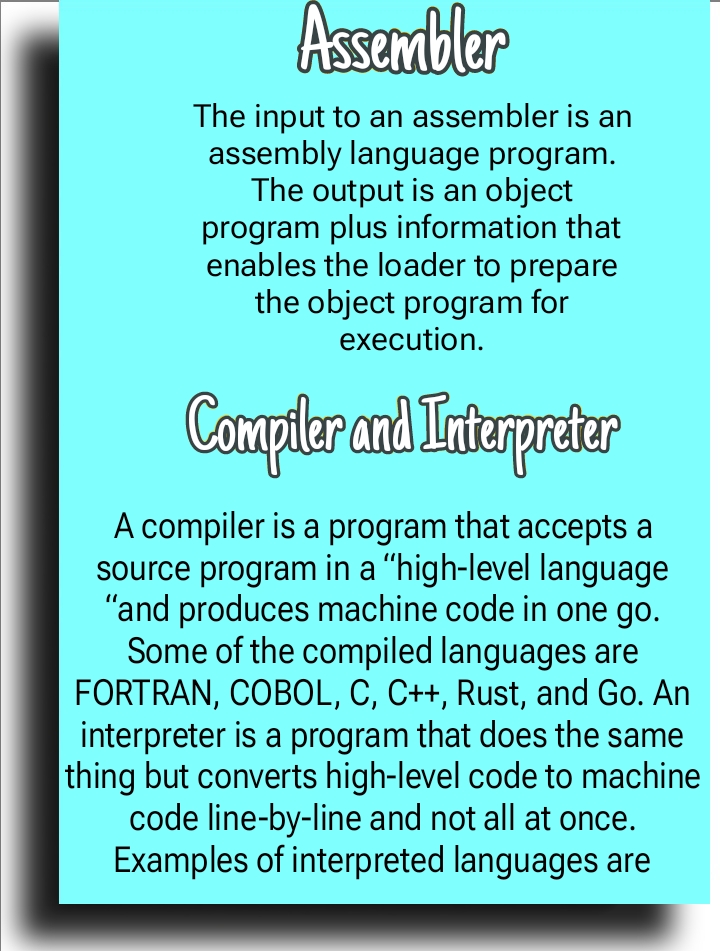 Assembler
The input to an assembler is an
assembly language program.
The output is an object
program plus information that
enables the loader to prepare
the object program for
execution.
Compiler and Interpreter
A compiler is a program that accepts a
source program in a “high-level language
“and produces machine code in one go.
Some of the compiled languages are
FORTRAN, COBOL, C, C++, Rust, and Go. An
interpreter is a program that does the same
thing but converts high-level code to machine
code line-by-line and not all at once.
Examples of interpreted languages are